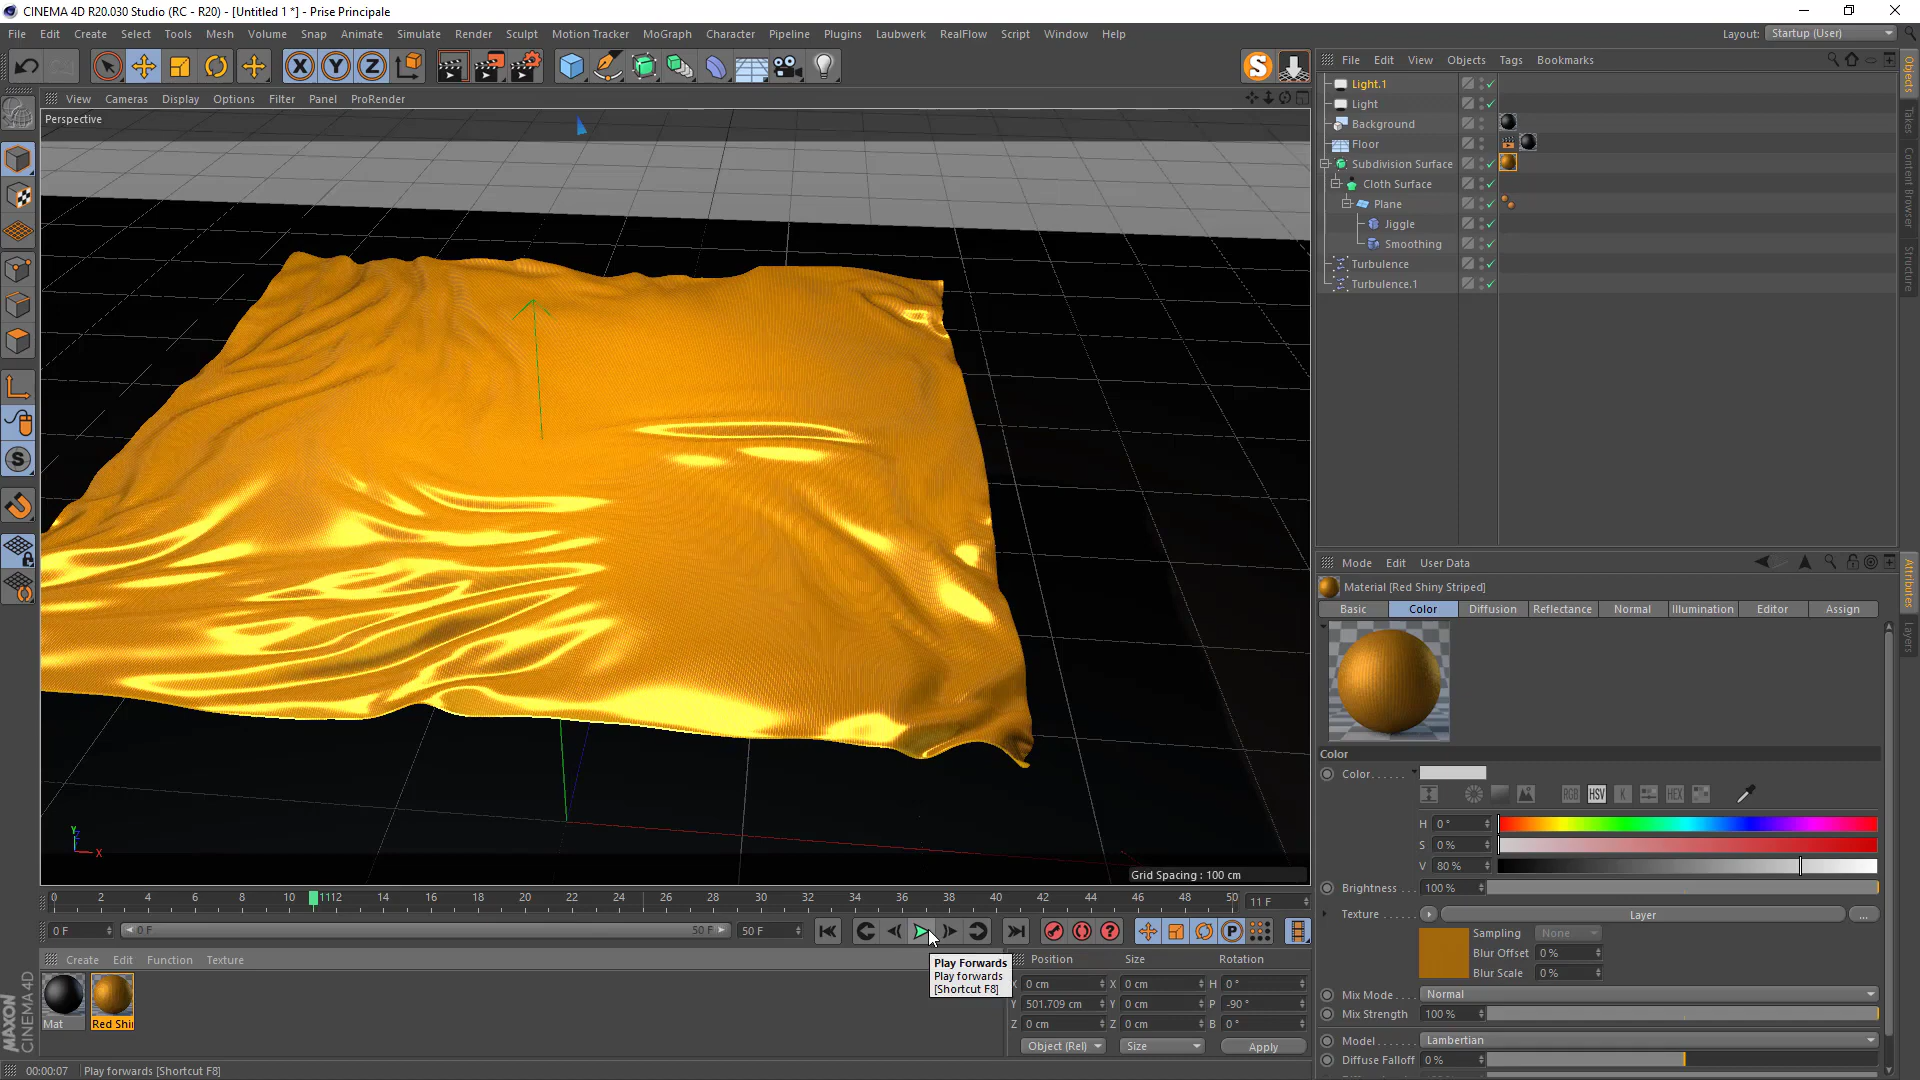 CINEMA 4D R20.030 Studio (RC - R20) - [Untitled 1 *] - Prise Principale
File Edit Create Select Tools Mesh Volume Snap Animate Simulate Render Sculpt Motion Tracker MoGraph Character Pipeline Plugins Laubwerk RealFlow Script Window Help
Layout: Startup (User)
X Y Z S
View Cameras Display Options Filter Panel ProRender
Perspective
Y
Z
X
Grid Spacing : 100 cm
File Edit View Objects Tags Bookmarks
Light.1
Light
Background
Floor
Subdivision Surface
Cloth Surface
Plane
Jiggle
Smoothing
Turbulence
Turbulence.1
Objects
Takes
Content Browser
Structure
Mode Edit User Data
Attributes
Layers
Material [Red Shiny Striped]
Basic Color Diffusion Reflectance Normal Illumination Editor Assign
Color
Color
RGB HSV K HEX
H 0 °
S 0 %
V 80 %
Brightness 100 %
Texture Layer ...
Sampling None
Blur Offset 0 %
Blur Scale 0 %
Mix Mode Normal
Mix Strength 100 %
Model Lambertian
Diffuse Falloff 0 %
S
0 2 4 6 8 10 1112 14 16 18 20 22 24 26 28 30 32 34 36 38 40 42 44 46 48 50 11 F
0 F 0 F 50 F 50 F
P
Play Forwards
Play forwards
[Shortcut F8]
Create Edit Function Texture
Mat Red Shi
Position Size Rotation
X 0 cm X 0 cm H 0 °
Y 501.709 cm Y 0 cm P -90 °
Z 0 cm Z 0 cm B 0 °
Object (Rel) Size Apply
MAXON
CINEMA 4D
00:00:07 Play forwards [Shortcut F8]